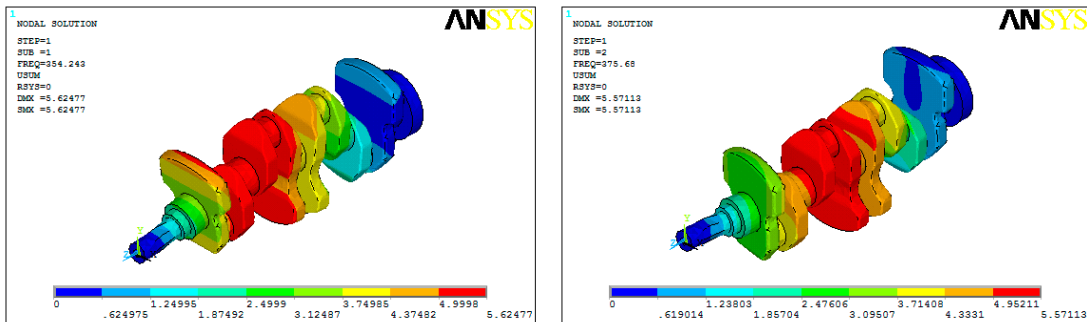 1
ANSYS
NODAL SOLUTION
STEP=1
SUB =1
FREQ=354.243
USUM
RSYS=0
DMX =5.62477
SMX =5.62477
Y
Z
0
1.24995
2.4999
3.74985
4.9998
.624975
1.87492
3.12487
4.37482
5.62477
1
ANSYS
NODAL SOLUTION
STEP=1
SUB =2
FREQ=375.68
USUM
RSYS=0
DMX =5.57113
SMX =5.57113
Y
Z
0
1.23803
2.47606
3.71408
4.95211
.619014
1.85704
3.09507
4.3331
5.57113